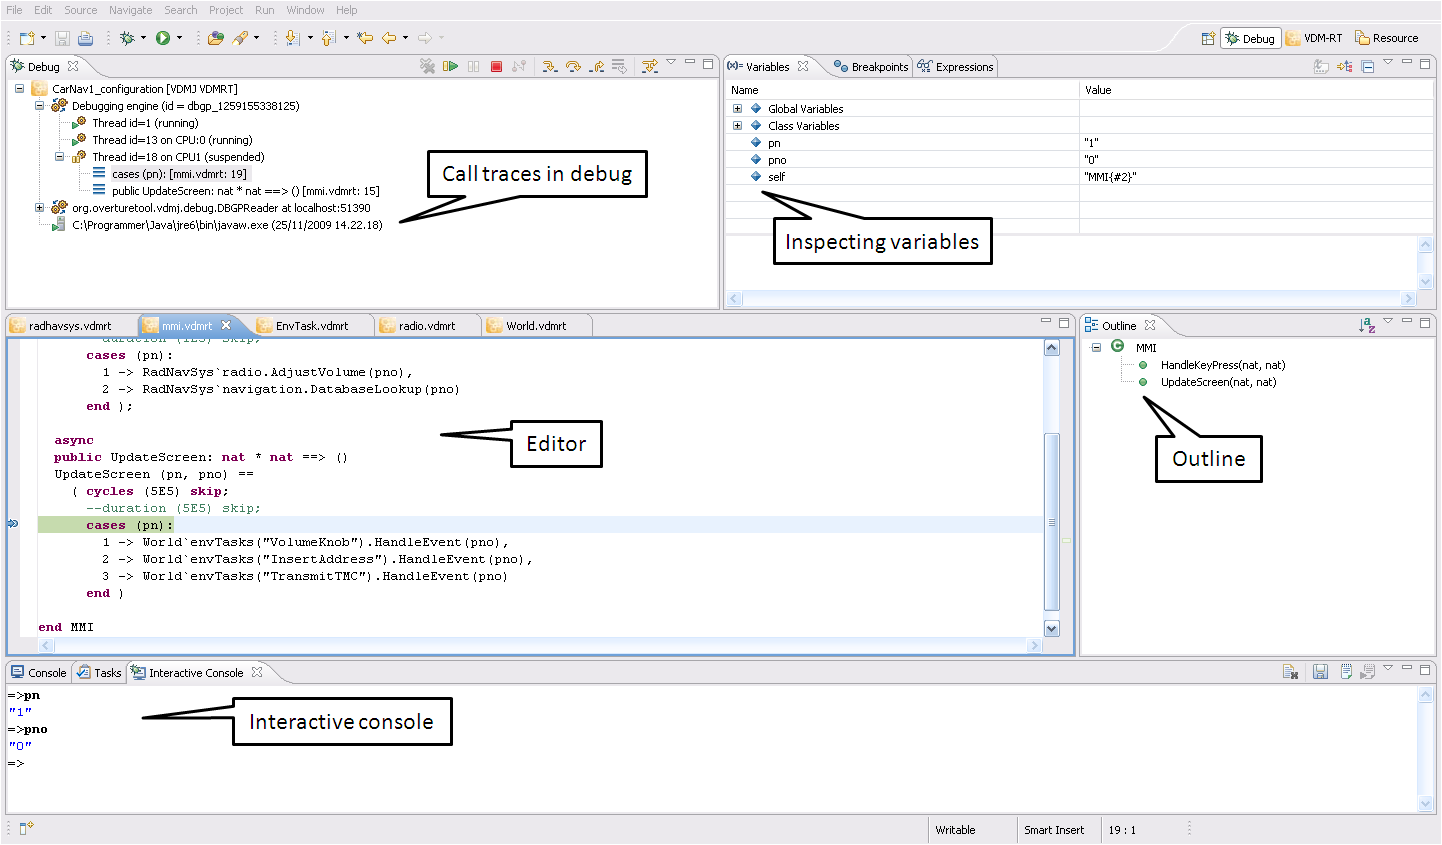 File Edit Source Navigate Search Project Run Window Help
Debug VDM-RT Resource
Debug
CarNav1_configuration [VDMJ VDMRT]
Debugging engine (id = dbgp_1259155338125)
Thread id=1 (running)
Thread id=13 on CPU:0 (running)
Thread id=18 on CPU1 (suspended)
cases (pn): [mmi.vdmrt: 19]
public UpdateScreen: nat * nat ==> () [mmi.vdmrt: 15]
org.overturetool.vdmj.debug.DBGPReader at localhost:51390
C:\Programmer\Java\jre6\bin\javaw.exe (25/11/2009 14.22.18)
Call traces in debug
(x)= Variables Breakpoints Expressions
Name Value
Global Variables
Class Variables
pn "1"
pno "0"
self "MMI{#2}"
Inspecting variables
radnavsys.vdmrt mmi.vdmrt EnvTask.vdmrt radio.vdmrt World.vdmrt
--duration (1E5) skip;
cases (pn):
1 -> RadNavSys`radio.AdjustVolume(pno),
2 -> RadNavSys`navigation.DatabaseLookup(pno)
end );
async
public UpdateScreen: nat * nat ==> ()
UpdateScreen (pn, pno) ==
( cycles (5E5) skip;
--duration (5E5) skip;
cases (pn):
1 -> World`envTasks("VolumeKnob").HandleEvent(pno),
2 -> World`envTasks("InsertAddress").HandleEvent(pno),
3 -> World`envTasks("TransmitTMC").HandleEvent(pno)
end )
end MMI
Editor
Outline
MMI
HandleKeyPress(nat, nat)
UpdateScreen(nat, nat)
Outline
Console Tasks Interactive Console
=>pn
"1"
=>pno
"0"
=>
Interactive console
Writable Smart Insert 19 : 1